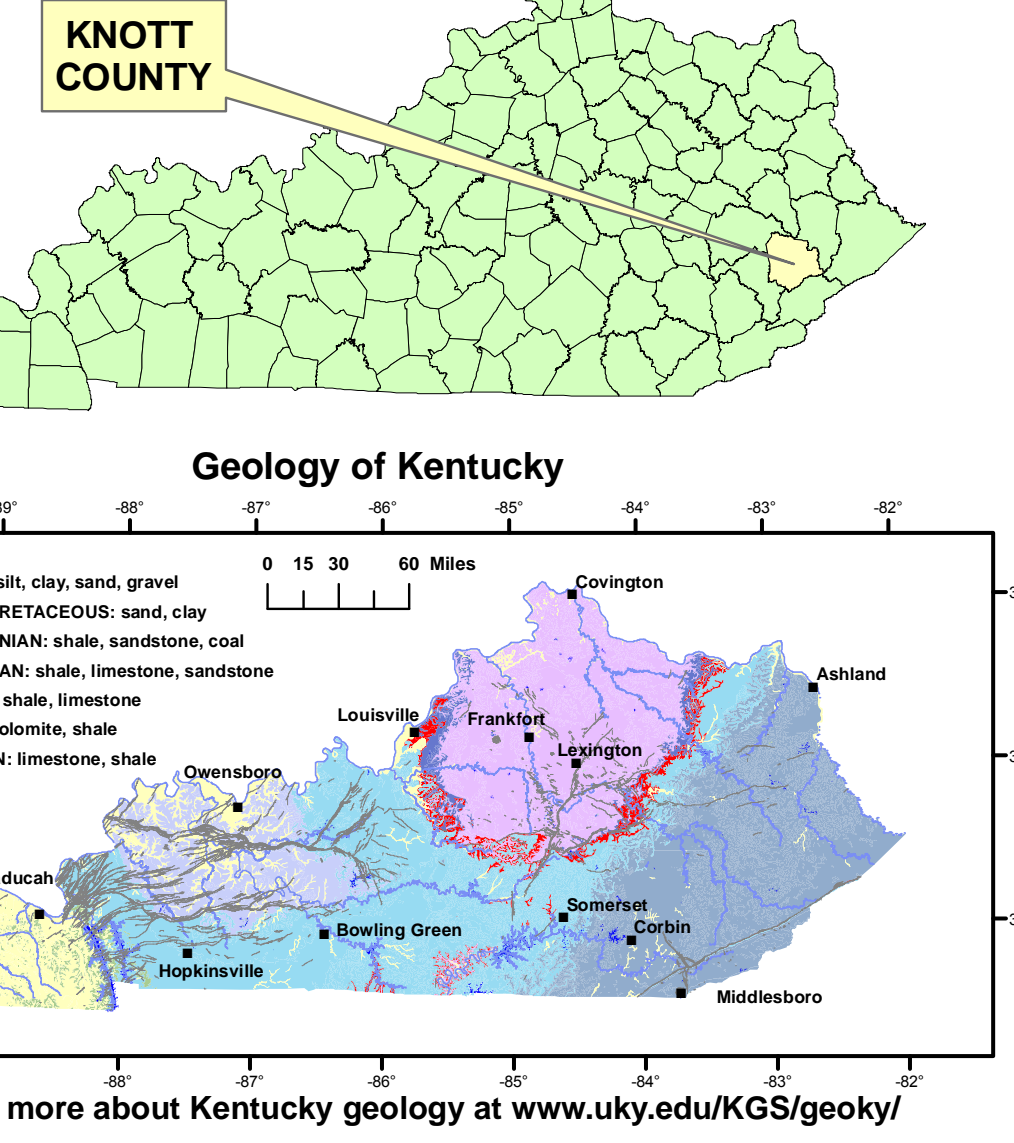 KNOTT
COUNTY
Geology of Kentucky
-88°
-87°
-86°
-85°
-84°
-83°
-82°
0 15 30 60 Miles
silt, clay, sand, gravel
RETACEOUS: sand, clay
NIAN: shale, sandstone, coal
AN: shale, limestone, sandstone
shale, limestone
olomite, shale
N: limestone, shale
Covington
Ashland
Louisville
Frankfort
Lexington
Owensboro
ducah
Somerset
Bowling Green
Corbin
Hopkinsville
Middlesboro
-88°
-87°
-86°
-85°
-84°
-83°
-82°
more about Kentucky geology at www.uky.edu/KGS/geoky/